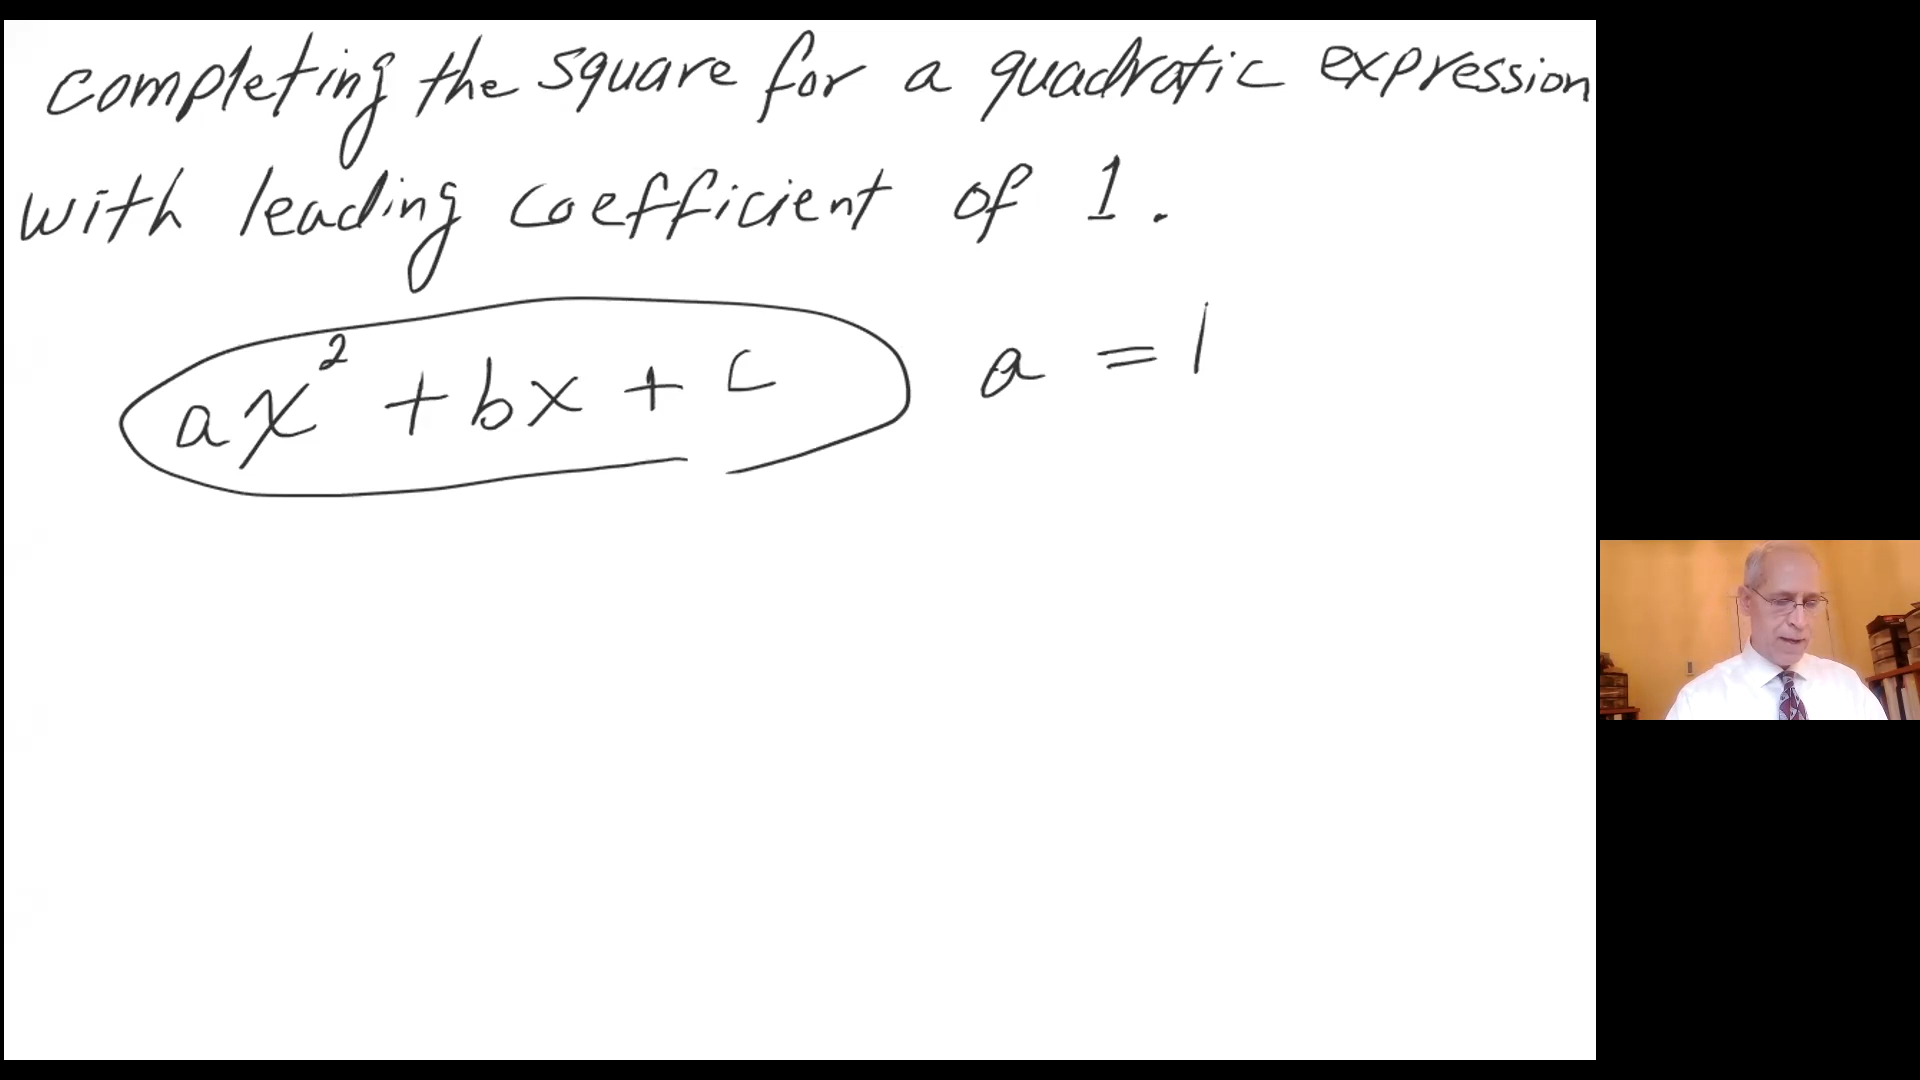 completing the square for a quadratic expression
with leading coefficient of 1.
ax² + bx + c a = 1